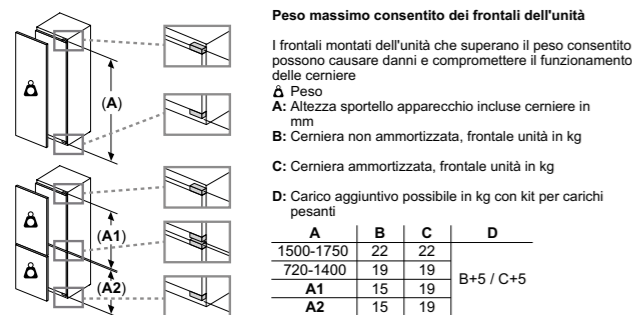 (A)
(A1)
(A2)
Peso massimo consentito dei frontali dell'unità
I frontali montati dell'unità che superano il peso consentito
possono causare danni e compromettere il funzionamento
delle cerniere
Peso
A: Altezza sportello apparecchio incluse cerniere in
mm
B: Cerniera non ammortizzata, frontale unità in kg
C: Cerniera ammortizzata, frontale unità in kg
D: Carico aggiuntivo possibile in kg con kit per carichi
pesanti
A B C D
1500-1750 22 22
720-1400 19 19
B+5 / C+5
A1 15 19
A2 15 19